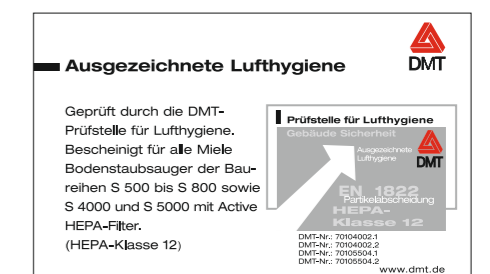 DMT
Ausgezeichnete Lufthygiene
Geprüft durch die DMT-
Prüfstelle für Lufthygiene.
Bescheinigt für alle Miele
Bodenstaubsauger der Bau-
reihen S 500 bis S 800 sowie
S 4000 und S 5000 mit Active
HEPA-Filter.
(HEPA-Klasse 12)
Prüfstelle für Lufthygiene
Gebäude Sicherheit
Ausgezeichnete
Lufthygiene
DMT
EN 1822
Partikelabscheidung
HEPA-
Klasse 12
DMT-Nr.: 70104002.1
DMT-Nr.: 70104002.2
DMT-Nr.: 70105504.1
DMT-Nr.: 70105504.2
www.dmt.de